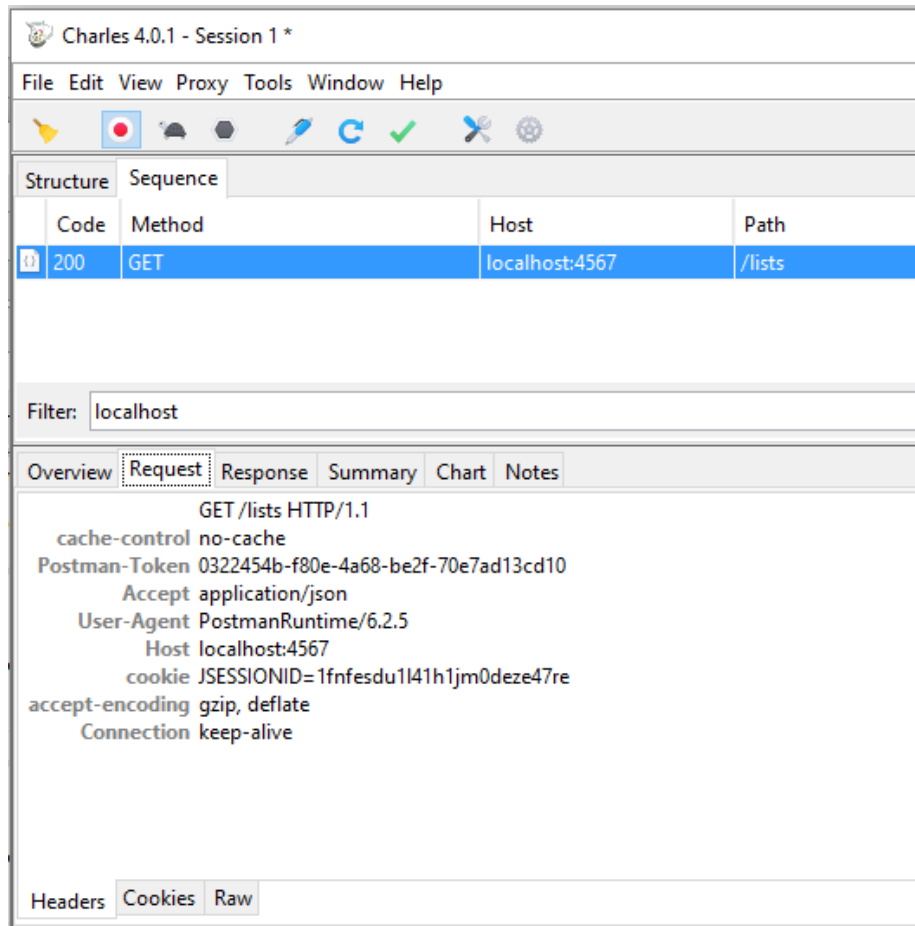 Charles 4.0.1 - Session 1 *
File Edit View Proxy Tools Window Help
Structure Sequence
Code Method Host Path
200 GET localhost:4567 /lists
Filter: localhost
Overview Request Response Summary Chart Notes
GET /lists HTTP/1.1
cache-control no-cache
Postman-Token 0322454b-f80e-4a68-be2f-70e7ad13cd10
Accept application/json
User-Agent PostmanRuntime/6.2.5
Host localhost:4567
cookie JSESSIONID=1fnfesdu1l41h1jm0deze47re
accept-encoding gzip, deflate
Connection keep-alive
Headers Cookies Raw